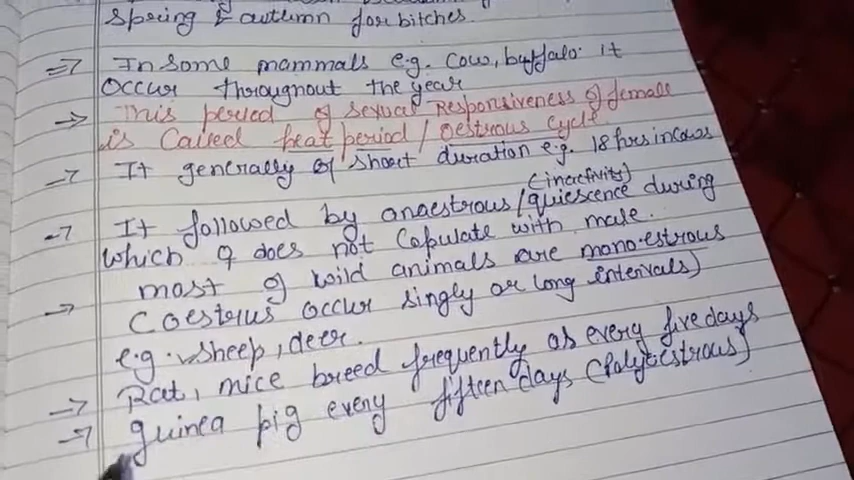 spring & autumn for bitches.
=> In some mammals e.g. cow, buffalo. it
occur throughout the year
=> This period of sexual Responsiveness of female
is Called heat period / oestrous cycle.
=> It generally of short duration e.g. 18 hrs in cows
(inactivity)
=> It followed by anaestrous / quiescence during
which ♀ does not Copulate with male.
most of wild animals are mono-estrous
=> (oestrus occur singly or long intervals)
e.g. sheep, deer.
=> Rat, mice breed frequently as every five days
=> guinea pig every fifteen days (Polyoestrous)